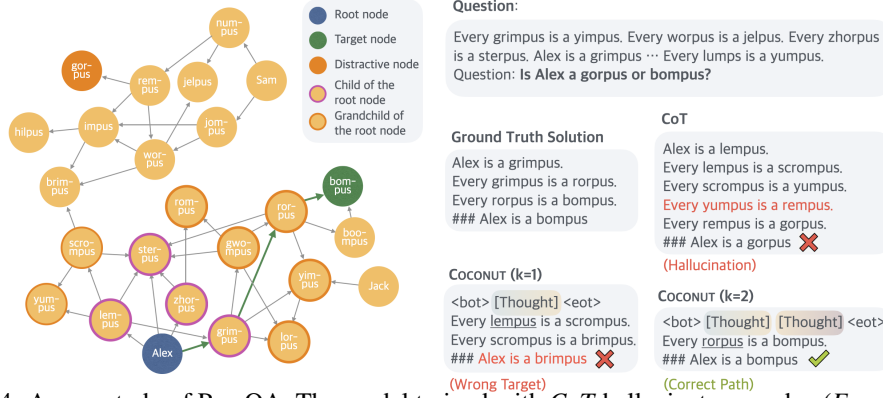 num-
pus
gor-
pus
rem-
pus
jelpus
Sam
hilpus
impus
jom-
pus
wor-
pus
brim-
pus
bom-
pus
rom-
pus
ror-
pus
boo-
mpus
scro-
mpus
ster-
pus
gwo-
mpus
yim-
pus
Jack
yum-
pus
lem-
pus
zhor-
pus
grim-
pus
lor-
pus
Alex
Root node
Target node
Distractive node
Child of the
root node
Grandchild of
the root node
Question:
Every grimpus is a yimpus. Every worpus is a jelpus. Every zhorpus
is a sterpus. Alex is a grimpus ··· Every lumps is a yumpus.
Question: Is Alex a gorpus or bompus?
Ground Truth Solution
Alex is a grimpus.
Every grimpus is a rorpus.
Every rorpus is a bompus.
### Alex is a bompus
CoT
Alex is a lempus.
Every lempus is a scrompus.
Every scrompus is a yumpus.
Every yumpus is a rempus.
Every rempus is a gorpus.
### Alex is a gorpus
(Hallucination)
COCONUT (k=1)
<bot> [Thought] <eot>
Every lempus is a scrompus.
Every scrompus is a brimpus.
### Alex is a brimpus
(Wrong Target)
COCONUT (k=2)
<bot> [Thought] [Thought] <eot>
Every rorpus is a bompus.
### Alex is a bompus
(Correct Path)